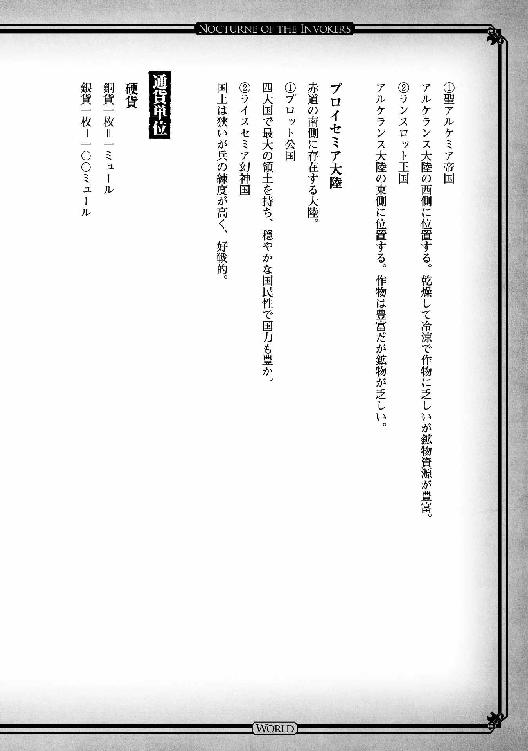 NOCTURNE OF THE INVOKERS
①聖アルケミア帝国
アルケランス大陸の西側に位置する。乾燥して冷涼で作物に乏しいが鉱物資源が豊富。
②ランスロット王国
アルケランス大陸の東側に位置する。作物は豊富だが鉱物が乏しい。
プロイセミア大陸
赤道の南側に存在する大陸。
①プロット公国
四大国で最大の領土を持ち、穏やかな国民性で国力も豊か。
②ライスセミア幻神国
国土は狭いが兵の練度が高く、好戦的。
通貨単位
硬貨
銅貨一枚＝一ミュール
銀貨一枚＝一〇〇ミュール
WORLD